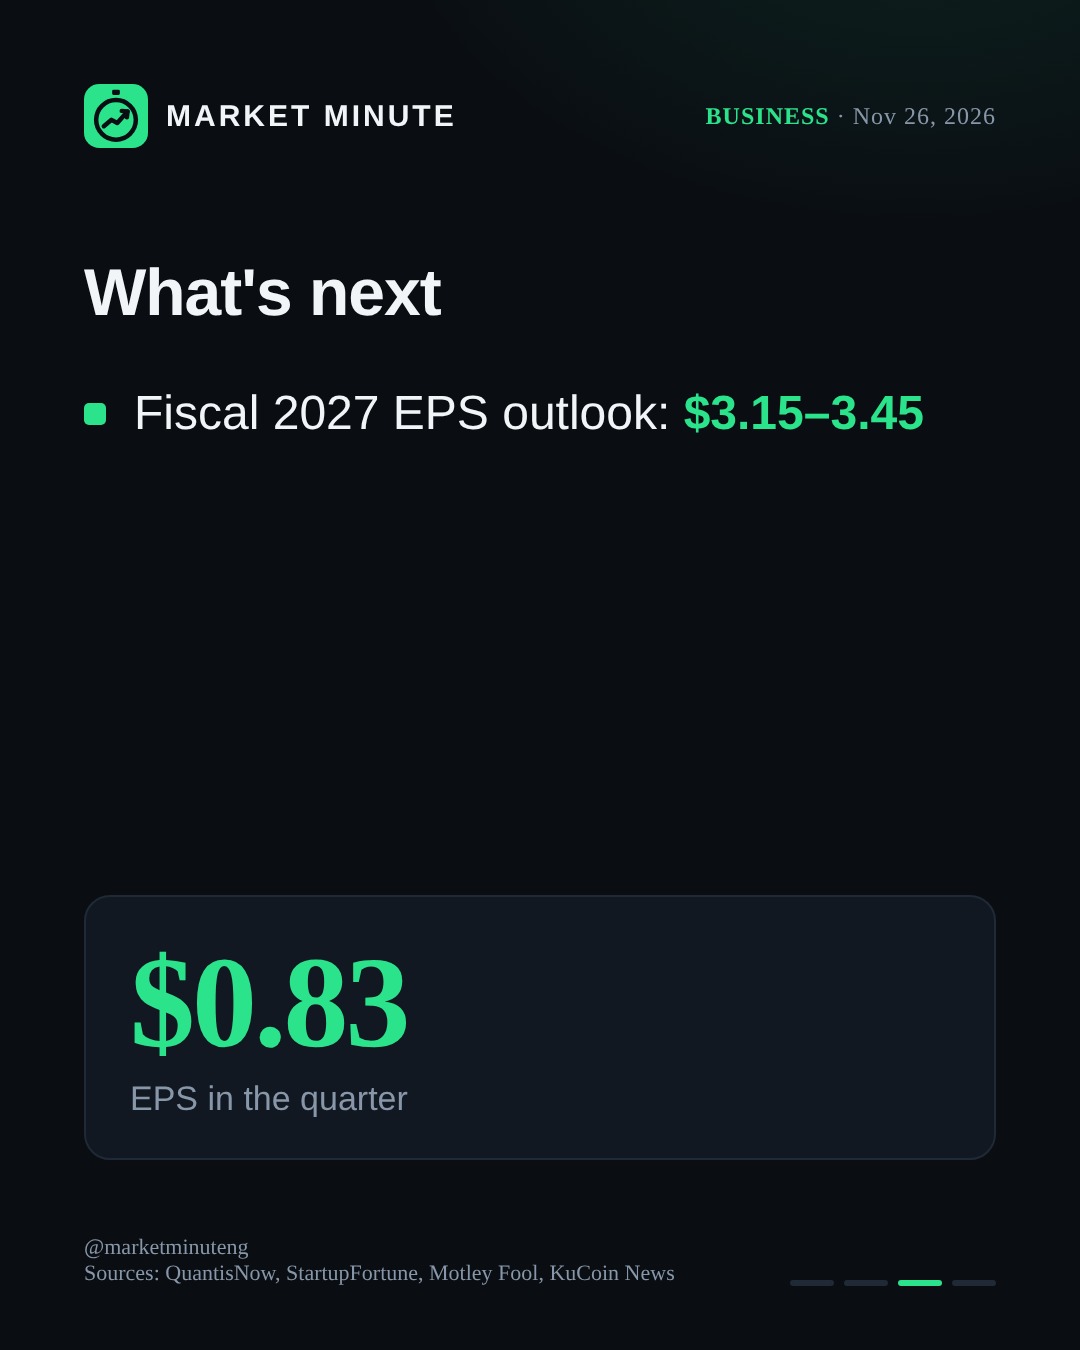 MARKET MINUTE
BUSINESS · Nov 26, 2026
What's next
Fiscal 2027 EPS outlook: $3.15–3.45
$0.83
EPS in the quarter
@marketminuteng
Sources: QuantisNow, StartupFortune, Motley Fool, KuCoin News